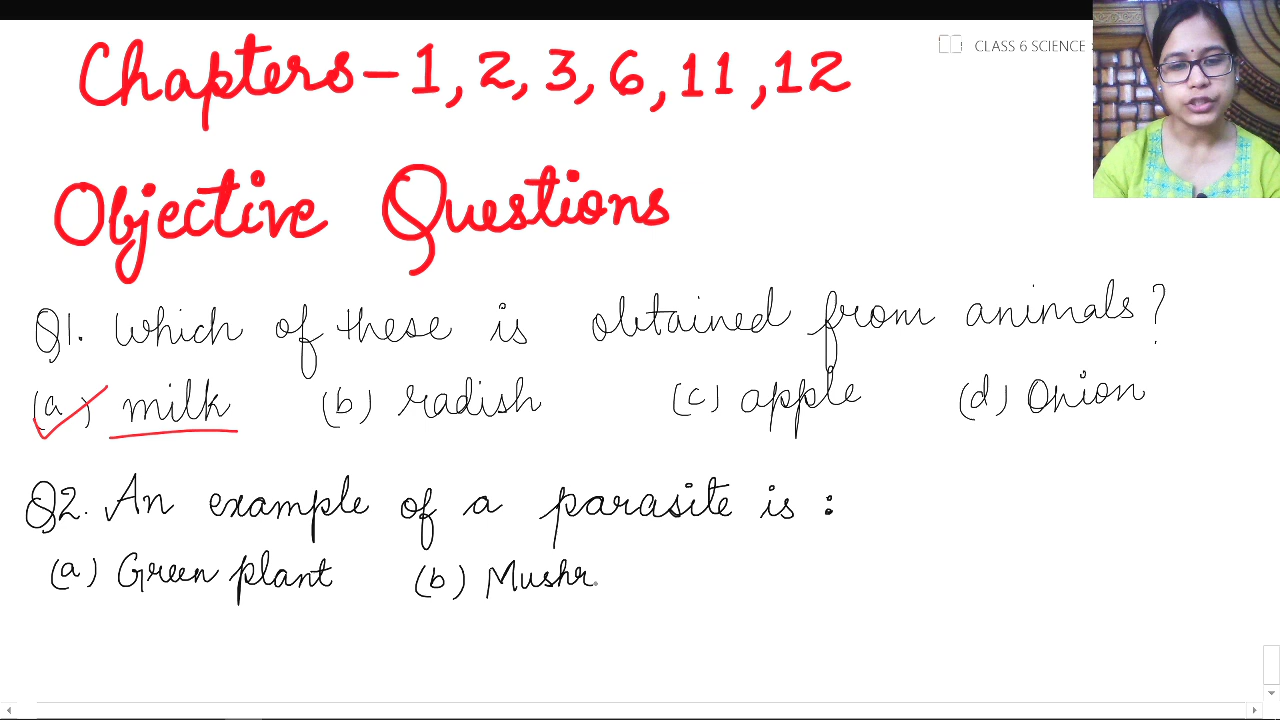 CLASS 6 SCIENCE
Chapters - 1, 2, 3, 6, 11, 12
Objective Questions
Q1. Which of these is obtained from animals?
(a) milk (b) radish (c) apple (d) Onion
Q2. An example of a parasite is :
(a) Green plant (b) Mushr